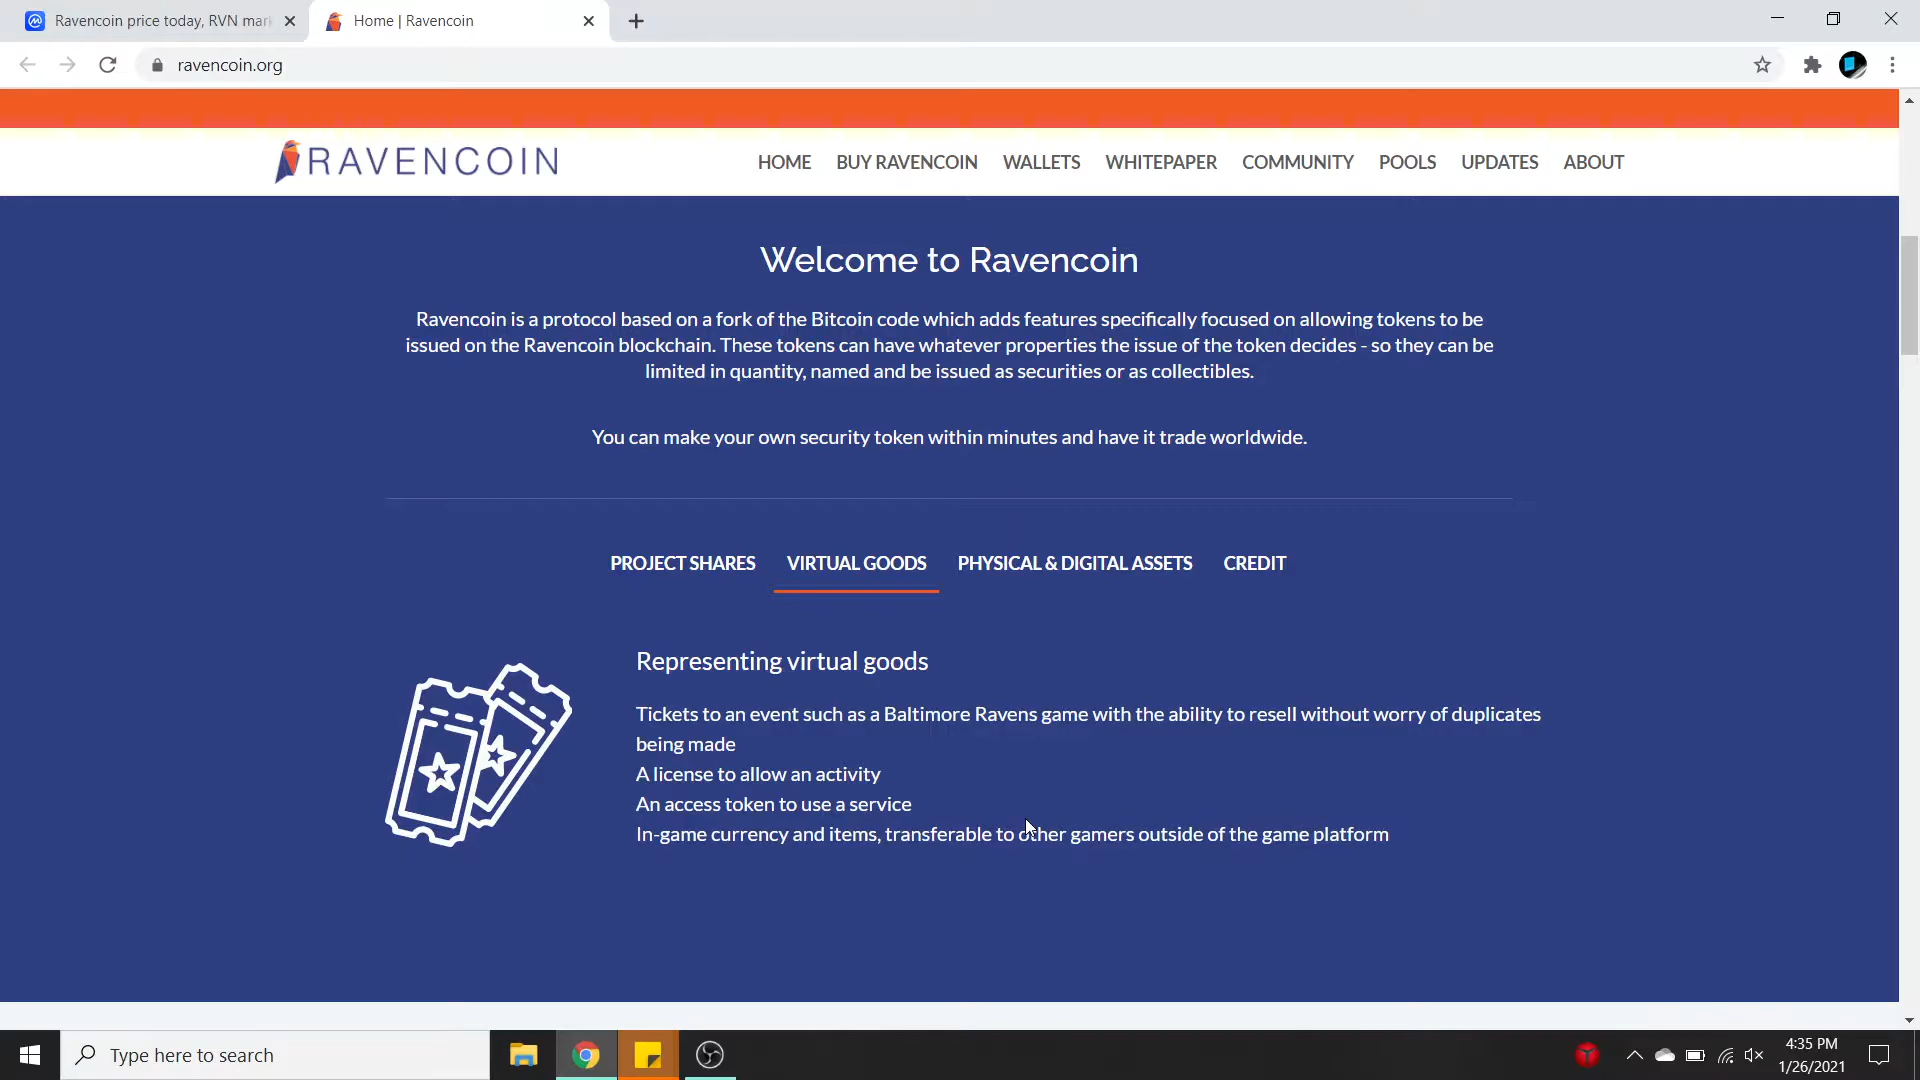 Ravencoin price today, RVN mar
Home | Ravencoin
ravencoin.org
RAVENCOIN
HOME
BUY RAVENCOIN
WALLETS
WHITEPAPER
COMMUNITY
POOLS
UPDATES
ABOUT
Welcome to Ravencoin
Ravencoin is a protocol based on a fork of the Bitcoin code which adds features specifically focused on allowing tokens to be
issued on the Ravencoin blockchain. These tokens can have whatever properties the issue of the token decides - so they can be
limited in quantity, named and be issued as securities or as collectibles.
You can make your own security token within minutes and have it trade worldwide.
PROJECT SHARES
VIRTUAL GOODS
PHYSICAL & DIGITAL ASSETS
CREDIT
Representing virtual goods
Tickets to an event such as a Baltimore Ravens game with the ability to resell without worry of duplicates
being made
A license to allow an activity
An access token to use a service
In-game currency and items, transferable to other gamers outside of the game platform
Type here to search
4:35 PM
1/26/2021